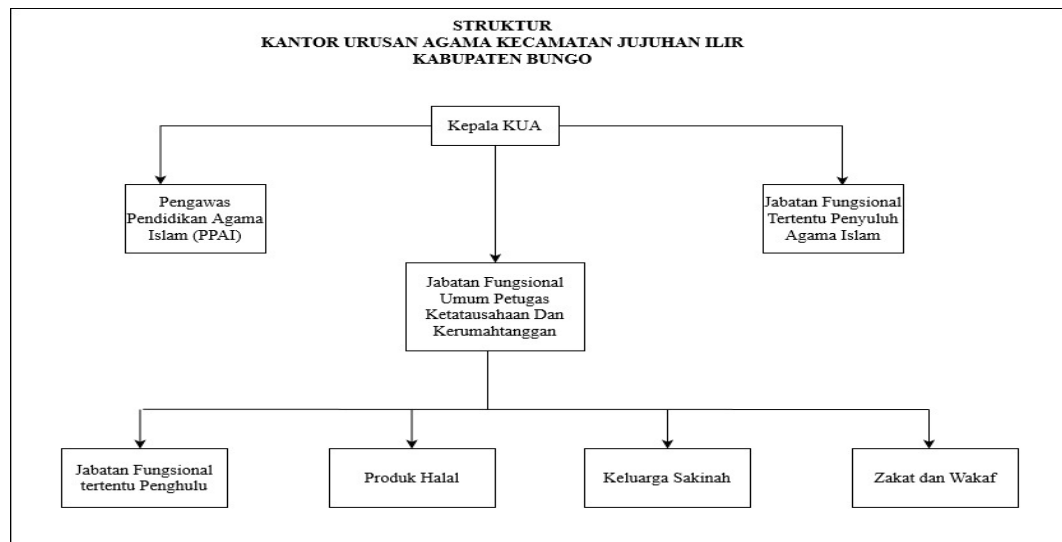 STRUKTUR
KANTOR URUSAN AGAMA KECAMATAN JUJUHAN ILIR
KABUPATEN BUNGO
Kepala KUA
Pengawas
Pendidikan Agama
Islam (PPAI)
Jabatan Fungsional
Tertentu Penyuluh
Agama Islam
Jabatan Fungsional
Umum Petugas
Ketatausahaan Dan
Kerumahtanggan
Jabatan Fungsional
tertentu Penghulu
Produk Halal
Keluarga Sakinah
Zakat dan Wakaf